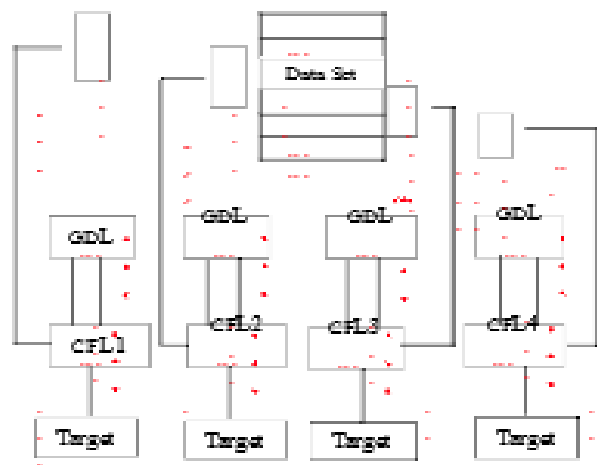 Data Set
GDL GDL GDL GDL
CFL1 CFL2 CFL3 CFL4
Target Target Target Target